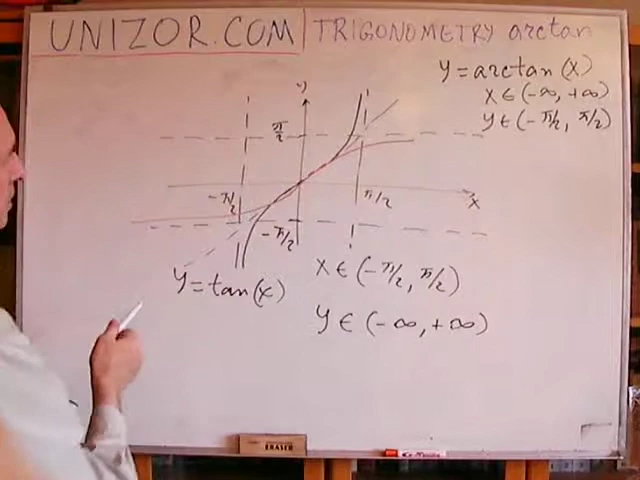 UNIZOR.COM | TRIGONOMETRY arctan
y = arctan (x)
x ∈ (-∞, +∞)
y ∈ (-π/2, π/2)
y
π/2
-π/2
π/2
x
-π/2
y = tan(x)
x ∈ (-π/2, π/2)
y ∈ (-∞, +∞)
ERASER